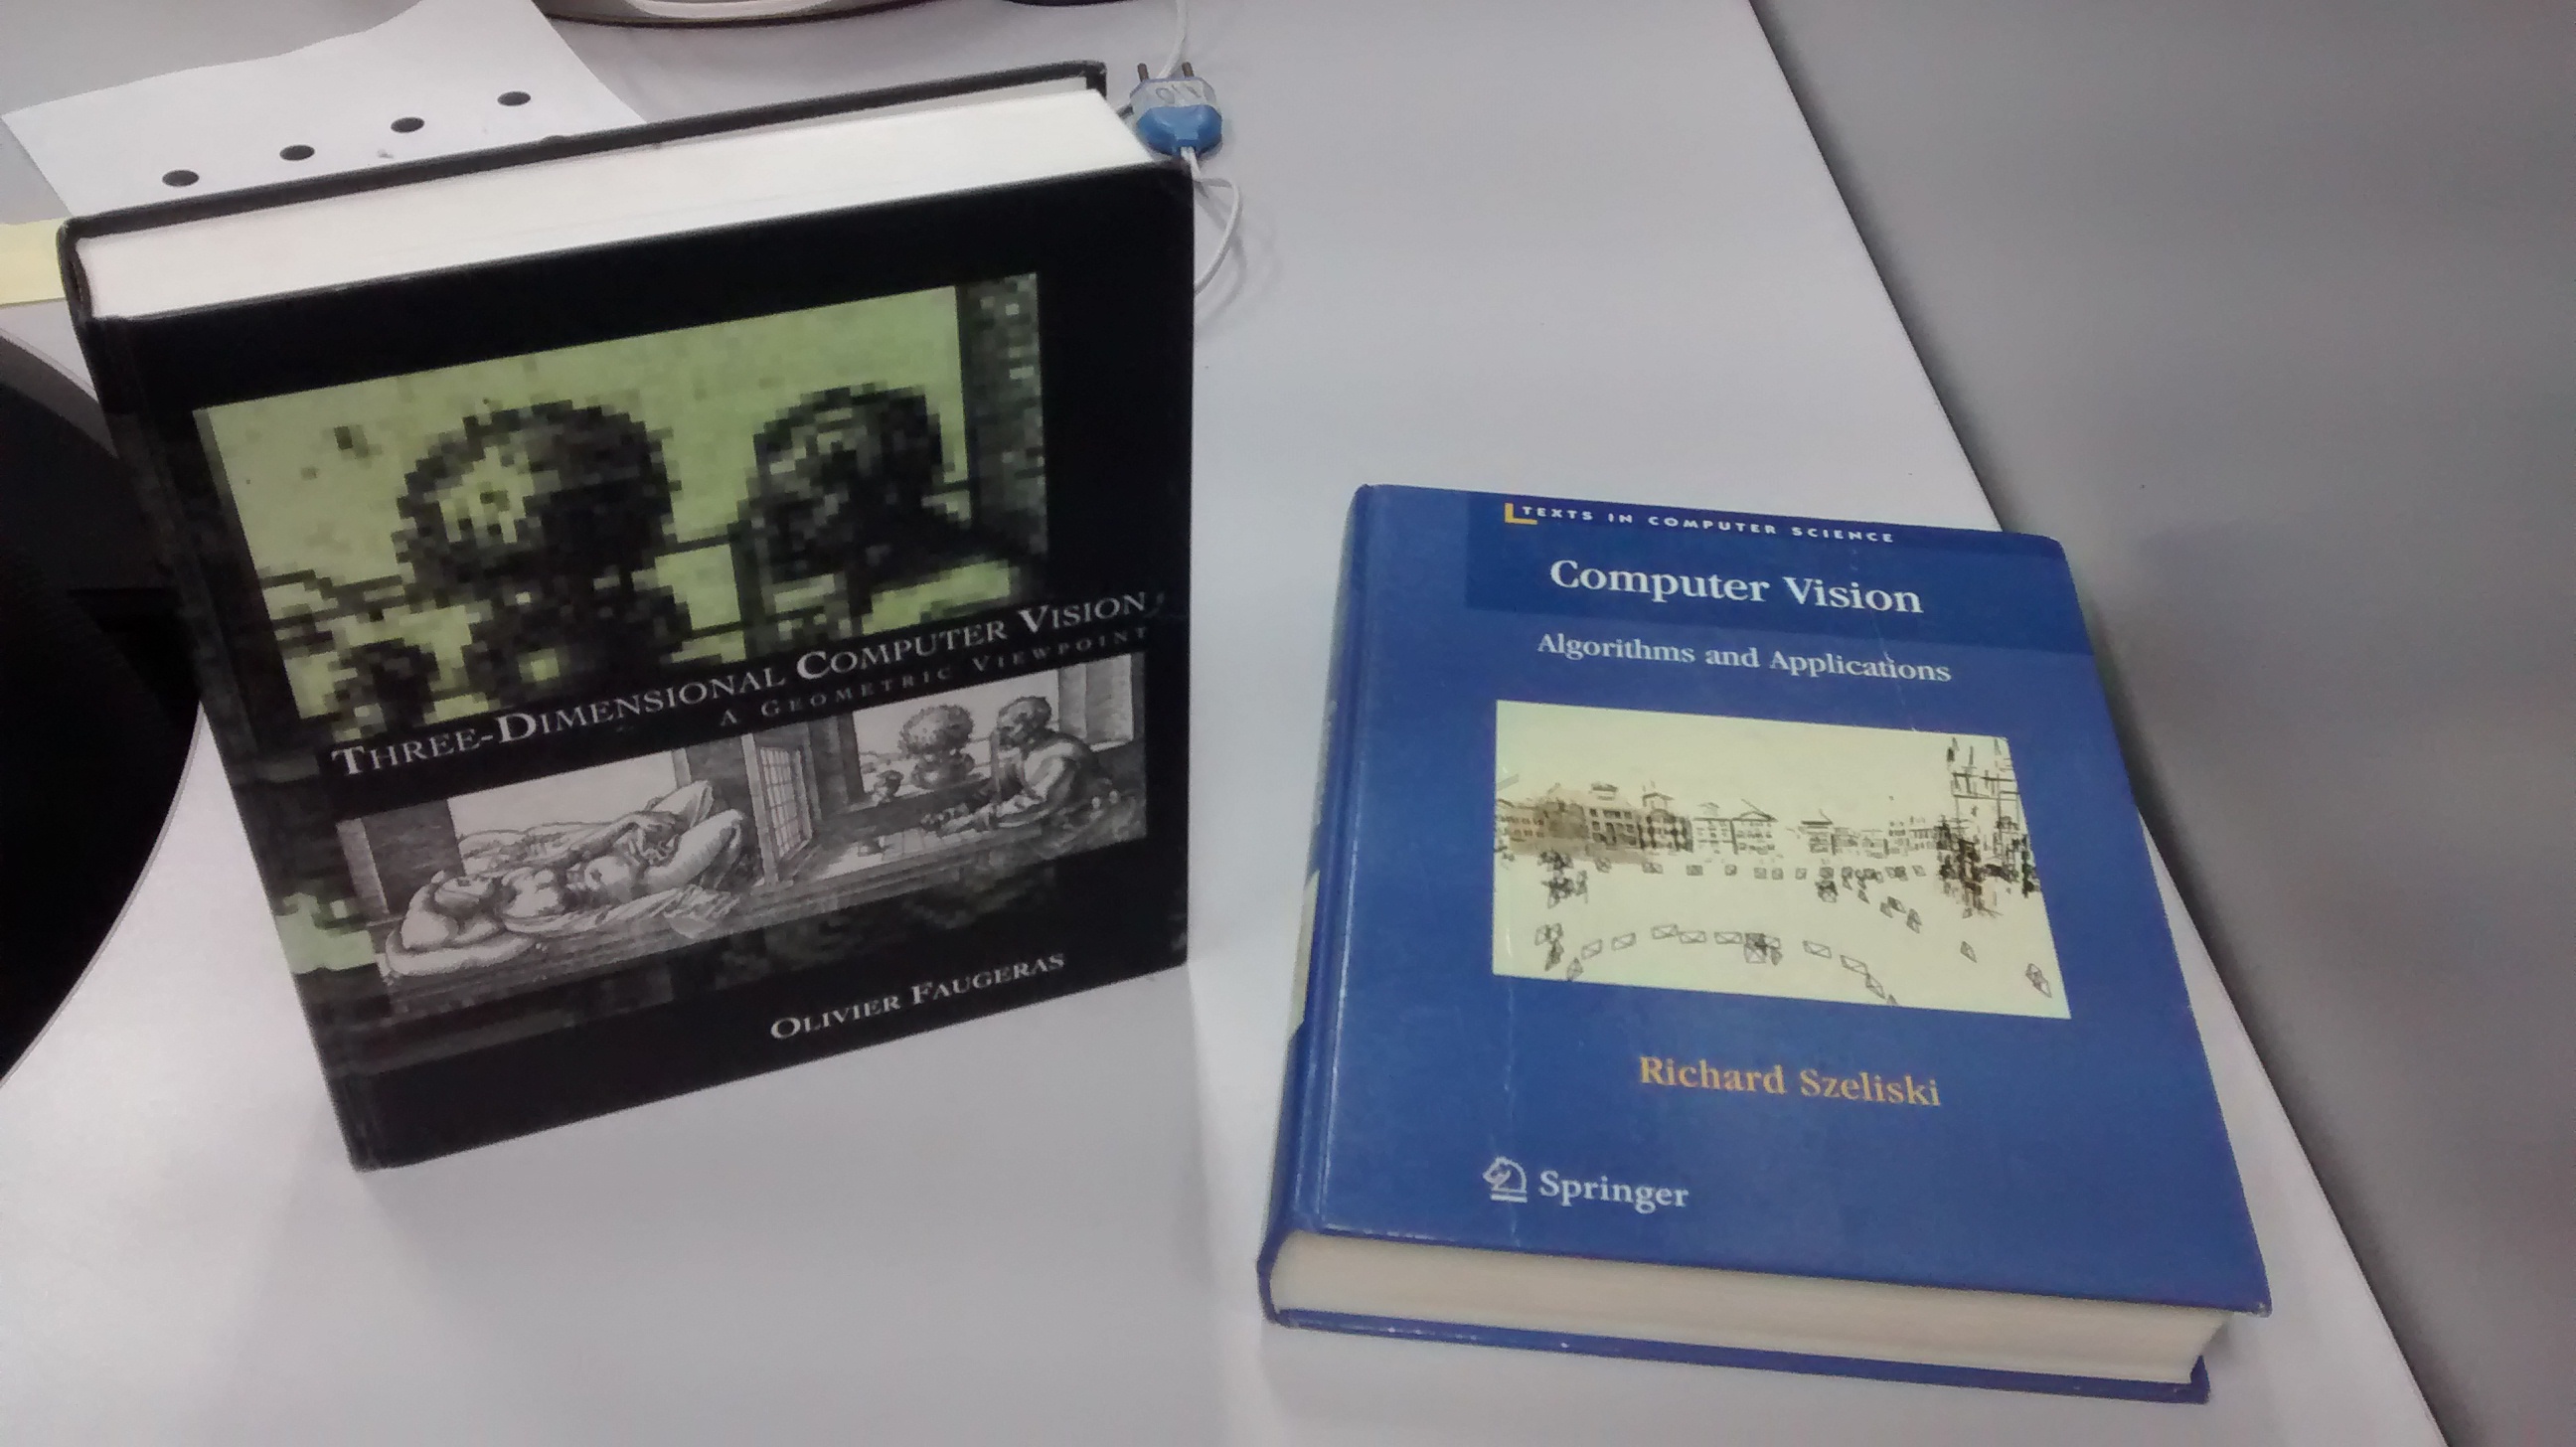 THREE-DIMENSIONAL COMPUTER VISION
A GEOMETRIC VIEWPOINT
OLIVIER FAUGERAS
TEXTS IN COMPUTER SCIENCE
Computer Vision
Algorithms and Applications
Richard Szeliski
Springer